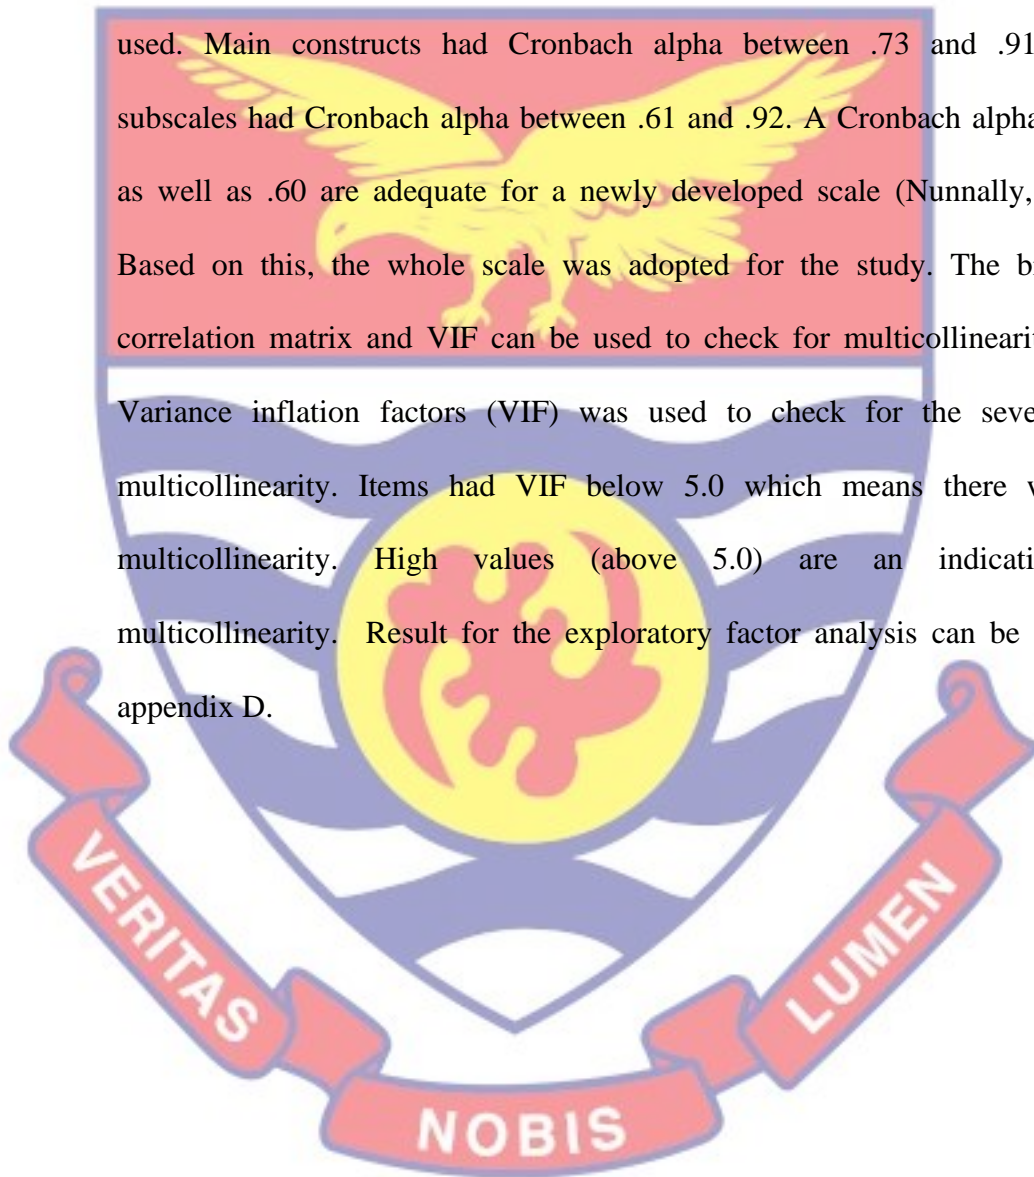 used. Main constructs had Cronbach alpha between .73 and .91
subscales had Cronbach alpha between .61 and .92. A Cronbach alpha
as well as .60 are adequate for a newly developed scale (Nunnally,
Based on this, the whole scale was adopted for the study. The
correlation matrix and VIF can be used to check for
Variance inflation factors (VIF) was used to check for the
multicollinearity. Items had VIF below 5.0 which means there
multicollinearity. High values (above 5.0) are an
multicollinearity. Result for the exploratory factor analysis can be
appendix D.
VERITAS
NOBIS
LUMEN